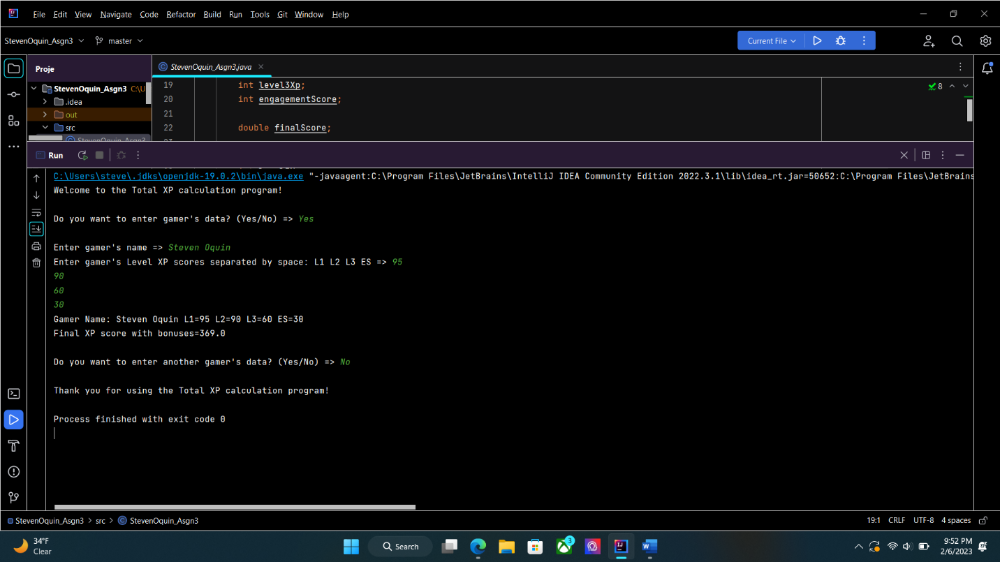 File Edit View Navigate Code Refactor Build Run Tools Git Window Help
StevenOquin_Asgn3 master Current File
Proje
StevenOquin_Asgn3.java
StevenOquin_Asgn3 C:\U
.idea
out
src
StevenOquin_Asgn3
19 int level3Xp;
20 int engagementScore;
21
22 double finalScore;
8
Run
C:\Users\steve\.jdks\openjdk-19.0.2\bin\java.exe "-javaagent:C:\Program Files\JetBrains\IntelliJ IDEA Community Edition 2022.3.1\lib\idea_rt.jar=50652:C:\Program Files\JetBrains
Welcome to the Total XP calculation program!
Do you want to enter gamer's data? (Yes/No) => Yes
Enter gamer's name => Steven Oquin
Enter gamer's Level XP scores separated by space: L1 L2 L3 ES => 95
90
60
30
Gamer Name: Steven Oquin L1=95 L2=90 L3=60 ES=30
Final XP score with bonuses=369.0
Do you want to enter another gamer's data? (Yes/No) => No
Thank you for using the Total XP calculation program!
Process finished with exit code 0
StevenOquin_Asgn3 > src > StevenOquin_Asgn3 19:1 CRLF UTF-8 4 spaces
34°F
Clear
Search
3
9:52 PM
2/6/2023